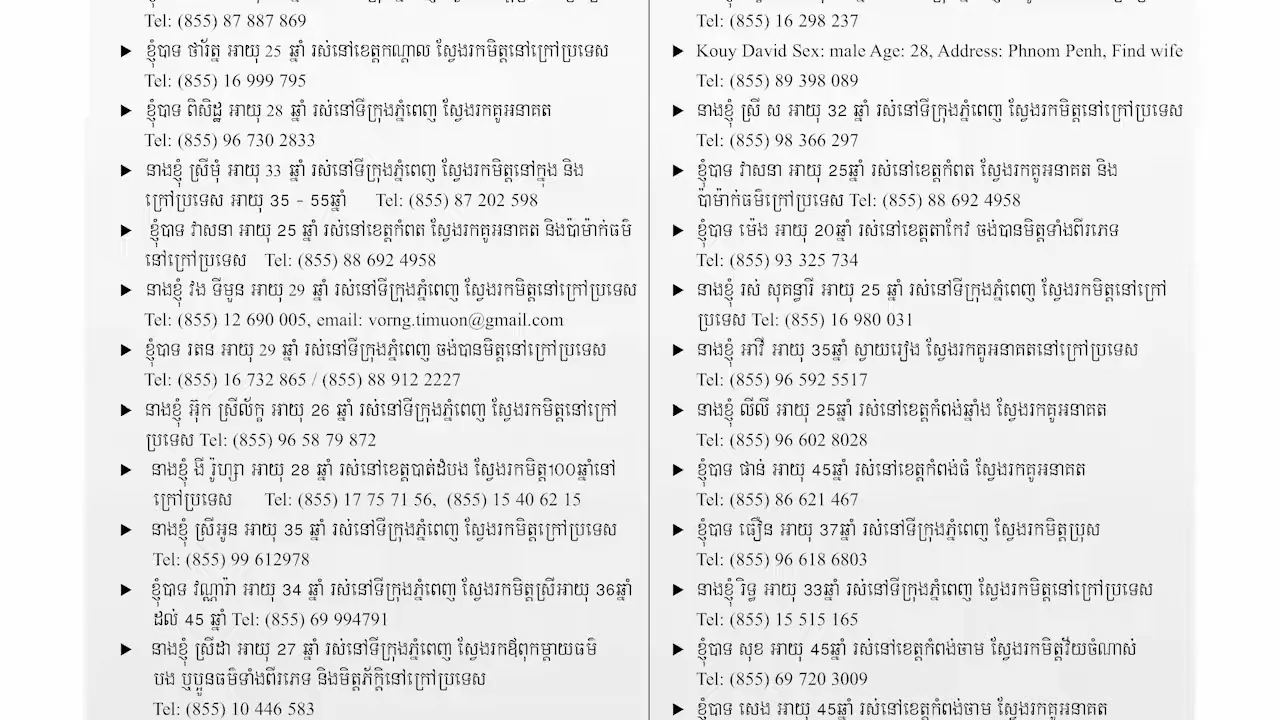 Tel: (855) 87 887 869
▶ ខ្ញុំបាទ ថារ័ត្ន អាយុ 25 ឆ្នាំ រស់នៅខេត្តកណ្ដាល ស្វែងរកមិត្តនៅក្រៅប្រទេស
Tel: (855) 16 999 795
▶ ខ្ញុំបាទ ពិសិដ្ឋ អាយុ 28 ឆ្នាំ រស់នៅទីក្រុងភ្នំពេញ ស្វែងរកគូអនាគត
Tel: (855) 96 730 2833
▶ នាងខ្ញុំ ស្រីមុំ អាយុ 33 ឆ្នាំ រស់នៅទីក្រុងភ្នំពេញ ស្វែងរកមិត្តនៅក្នុង និង
ក្រៅប្រទេស អាយុ 35 - 55ឆ្នាំ Tel: (855) 87 202 598
▶ ខ្ញុំបាទ វាសនា អាយុ 25 ឆ្នាំ រស់នៅខេត្តកំពត ស្វែងរកគូអនាគត និងប៉ាម៉ាក់ធម៌
នៅក្រៅប្រទេស Tel: (855) 88 692 4958
▶ នាងខ្ញុំ វង ទីមួន អាយុ 29 ឆ្នាំ រស់នៅទីក្រុងភ្នំពេញ ស្វែងរកមិត្តនៅក្រៅប្រទេស
Tel: (855) 12 690 005, email: vorng.timuon@gmail.com
▶ ខ្ញុំបាទ រតន អាយុ 29 ឆ្នាំ រស់នៅទីក្រុងភ្នំពេញ ចង់បានមិត្តនៅក្រៅប្រទេស
Tel: (855) 16 732 865 / (855) 88 912 2227
▶ នាងខ្ញុំ អ៊ុក ស្រីល័ក្ខ អាយុ 26 ឆ្នាំ រស់នៅទីក្រុងភ្នំពេញ ស្វែងរកមិត្តនៅក្រៅ
ប្រទេស Tel: (855) 96 58 79 872
▶ នាងខ្ញុំ ងី រ៉ូហ្សា អាយុ 28 ឆ្នាំ រស់នៅខេត្តបាត់ដំបង ស្វែងរកមិត្ត100ឆ្នាំនៅ
ក្រៅប្រទេស Tel: (855) 17 75 71 56, (855) 15 40 62 15
▶ នាងខ្ញុំ ស្រីអូន អាយុ 35 ឆ្នាំ រស់នៅទីក្រុងភ្នំពេញ ស្វែងរកមិត្តក្រៅប្រទេស
Tel: (855) 99 612978
▶ ខ្ញុំបាទ វណ្ណារ៉ា អាយុ 34 ឆ្នាំ រស់នៅទីក្រុងភ្នំពេញ ស្វែងរកមិត្តស្រីអាយុ 36ឆ្នាំ
ដល់ 45 ឆ្នាំ Tel: (855) 69 994791
▶ នាងខ្ញុំ ស្រីដា អាយុ 27 ឆ្នាំ រស់នៅទីក្រុងភ្នំពេញ ស្វែងរកឪពុកម្ដាយធម៌
បង ឬប្អូនធម៌ទាំងពីរភេទ និងមិត្តភ័ក្ដិនៅក្រៅប្រទេស
Tel: (855) 10 446 583
Tel: (855) 16 298 237
▶ Kouy David Sex: male Age: 28, Address: Phnom Penh, Find wife
Tel: (855) 89 398 089
▶ នាងខ្ញុំ ស្រី ស អាយុ 32 ឆ្នាំ រស់នៅទីក្រុងភ្នំពេញ ស្វែងរកមិត្តនៅក្រៅប្រទេស
Tel: (855) 98 366 297
▶ ខ្ញុំបាទ វាសនា អាយុ 25ឆ្នាំ រស់នៅខេត្តកំពត ស្វែងរកគូអនាគត និង
ប៉ាម៉ាក់ធម៌ក្រៅប្រទេស Tel: (855) 88 692 4958
▶ ខ្ញុំបាទ ម៉េង អាយុ 20ឆ្នាំ រស់នៅខេត្តតាកែវ ចង់បានមិត្តទាំងពីរភេទ
Tel: (855) 93 325 734
▶ នាងខ្ញុំ រស់ សុគន្ធារី អាយុ 25 ឆ្នាំ រស់នៅទីក្រុងភ្នំពេញ ស្វែងរកមិត្តនៅក្រៅ
ប្រទេស Tel: (855) 16 980 031
▶ នាងខ្ញុំ អាវី អាយុ 35ឆ្នាំ ស្វាយរៀង ស្វែងរកគូអនាគតនៅក្រៅប្រទេស
Tel: (855) 96 592 5517
▶ នាងខ្ញុំ លីលី អាយុ 25ឆ្នាំ រស់នៅខេត្តកំពង់ឆ្នាំង ស្វែងរកគូអនាគត
Tel: (855) 96 602 8028
▶ ខ្ញុំបាទ ផាន់ អាយុ 45ឆ្នាំ រស់នៅខេត្តកំពង់ធំ ស្វែងរកគូអនាគត
Tel: (855) 86 621 467
▶ ខ្ញុំបាទ ធឿន អាយុ 37ឆ្នាំ រស់នៅទីក្រុងភ្នំពេញ ស្វែងរកមិត្តប្រុស
Tel: (855) 96 618 6803
▶ នាងខ្ញុំ រិទ្ធ អាយុ 33ឆ្នាំ រស់នៅទីក្រុងភ្នំពេញ ស្វែងរកមិត្តនៅក្រៅប្រទេស
Tel: (855) 15 515 165
▶ ខ្ញុំបាទ សុខ អាយុ 45ឆ្នាំ រស់នៅខេត្តកំពង់ចាម ស្វែងរកមិត្តវ័យចំណាស់
Tel: (855) 69 720 3009
▶ ខ្ញុំបាទ សេង អាយុ 45ឆ្នាំ រស់នៅខេត្តកំពង់ចាម ស្វែងរកគូអនាគត